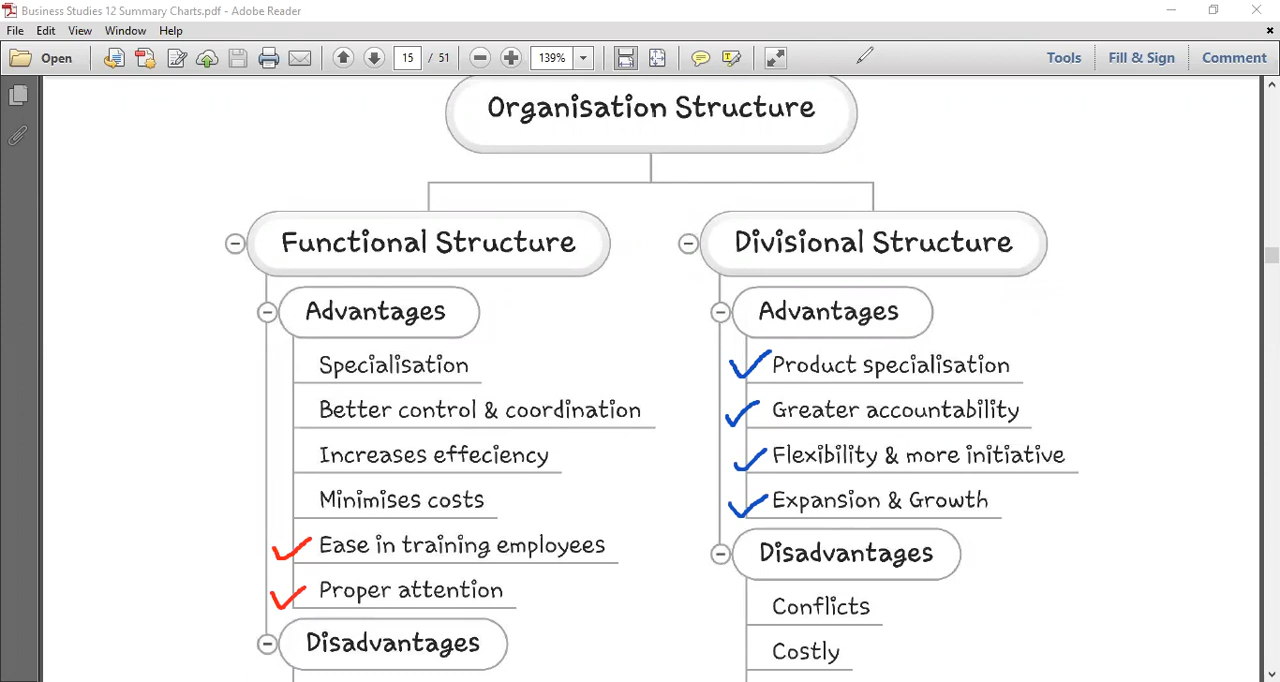 Business Studies 12 Summary Charts.pdf - Adobe Reader
File Edit View Window Help
Open 15 / 51 139% Tools Fill & Sign Comment
Organisation Structure
Functional Structure
Advantages
Specialisation
Better control & coordination
Increases effeciency
Minimises costs
Ease in training employees
Proper attention
Disadvantages
Divisional Structure
Advantages
Product specialisation
Greater accountability
Flexibility & more initiative
Expansion & Growth
Disadvantages
Conflicts
Costly